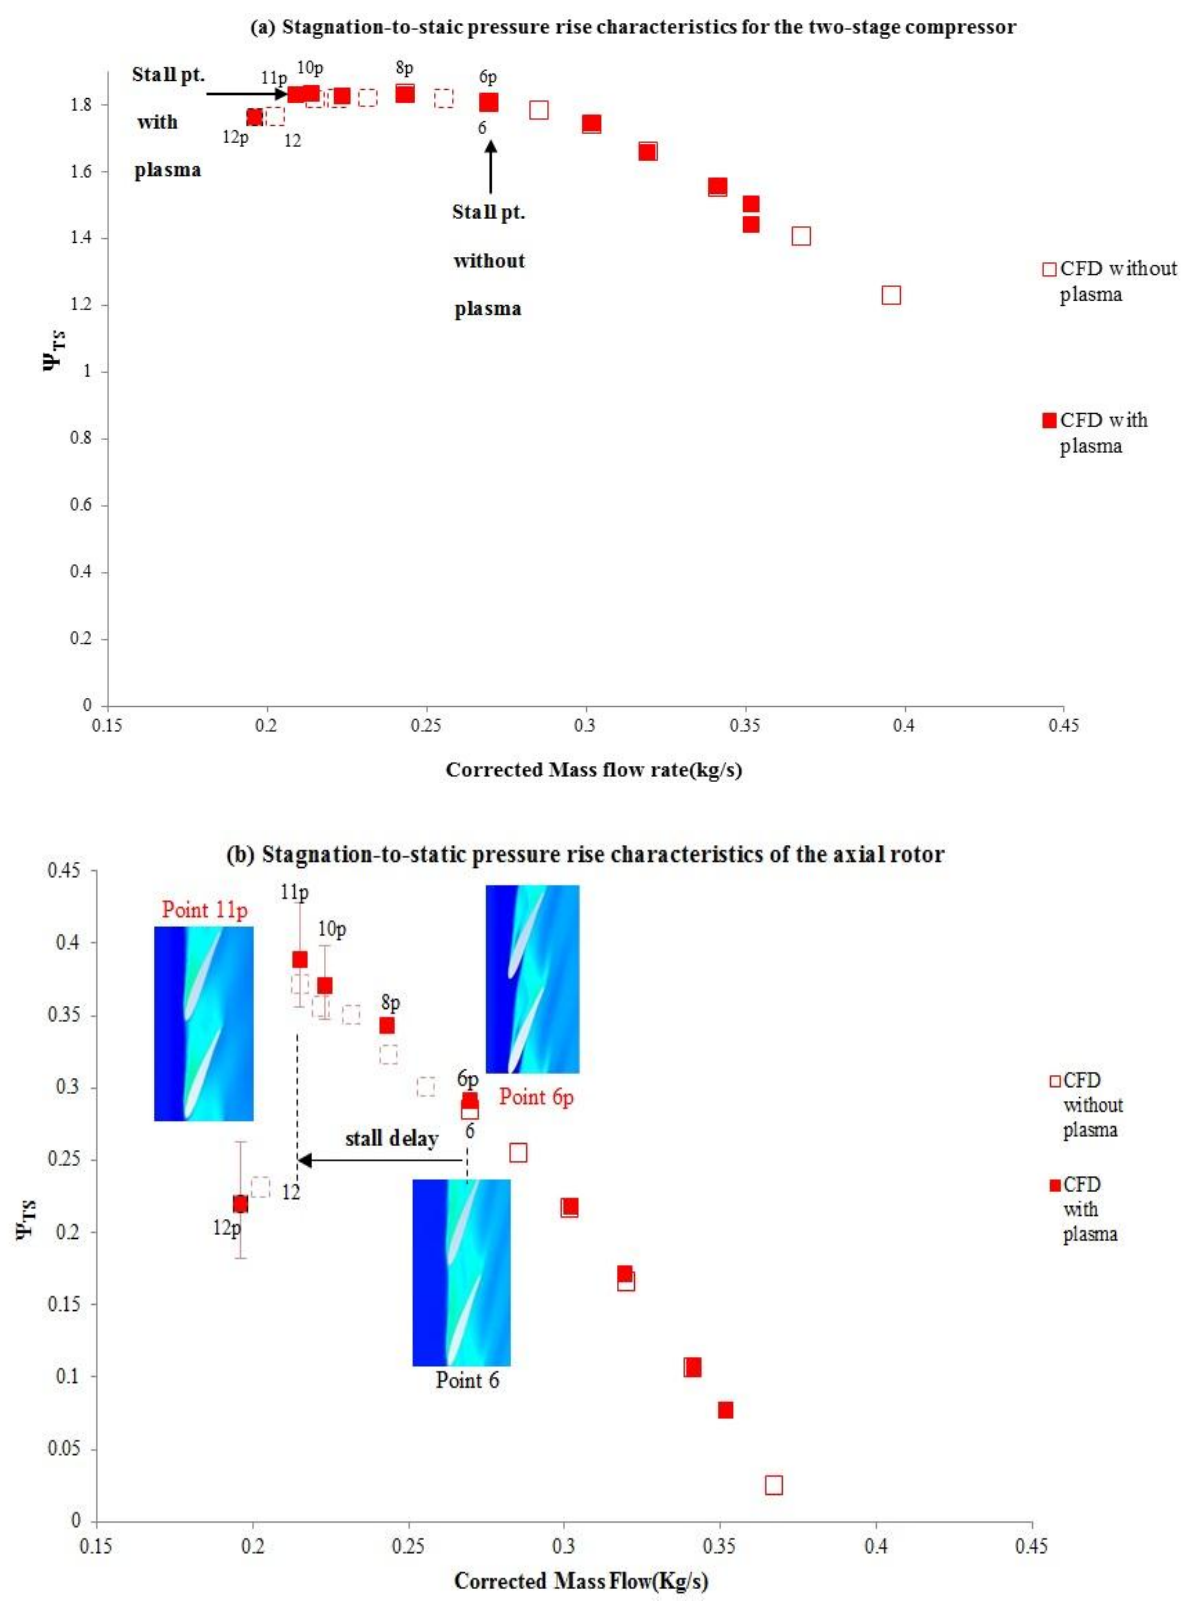 (a) Stagnation-to-staic pressure rise characteristics for the two-stage compressor
Stall pt.
with
plasma
11p
10p
8p
6p
12p
12
6
Stall pt.
without
plasma
1.8
1.6
1.4
1.2
1
0.8
0.6
0.4
0.2
0
Ψ_TS
CFD without
plasma
CFD with
plasma
0.15
0.2
0.25
0.3
0.35
0.4
0.45
Corrected Mass flow rate(kg/s)
(b) Stagnation-to-static pressure rise characteristics of the axial rotor
0.45
0.4
0.35
0.3
0.25
0.2
0.15
0.1
0.05
0
Ψ_TS
Point 11p
11p
10p
8p
6p
Point 6p
6
stall delay
12
12p
Point 6
CFD
without
plasma
CFD
with
plasma
0.15
0.2
0.25
0.3
0.35
0.4
0.45
Corrected Mass Flow(Kg/s)